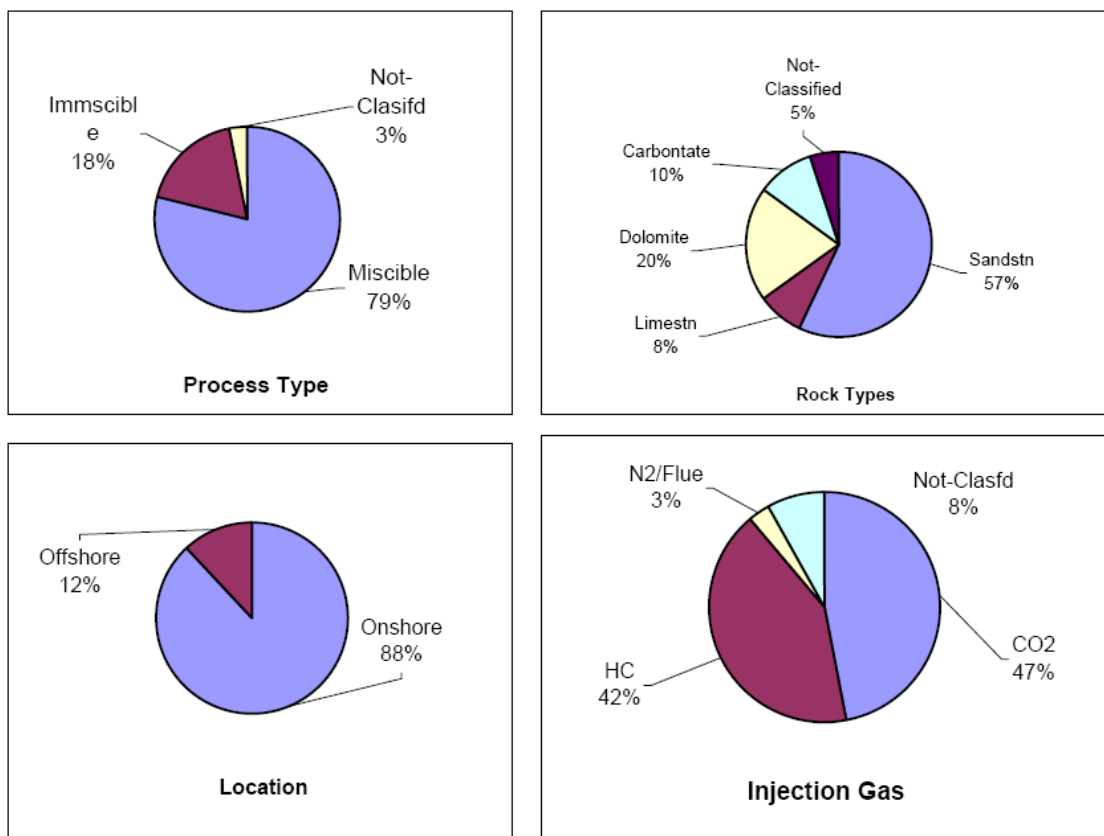 Not-
Clasifd
3%
Immscibl
e
18%
Miscible
79%
Process Type
Not-
Classified
5%
Carbontate
10%
Dolomite
20%
Sandstn
57%
Limestn
8%
Rock Types
Offshore
12%
Onshore
88%
Location
N2/Flue
3%
Not-Clasfd
8%
CO2
47%
HC
42%
Injection Gas